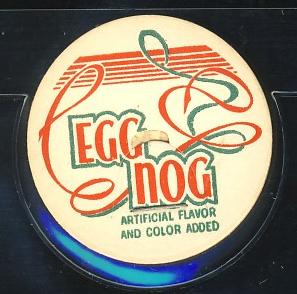 EGG
NOG
ARTIFICIAL FLAVOR
AND COLOR ADDED